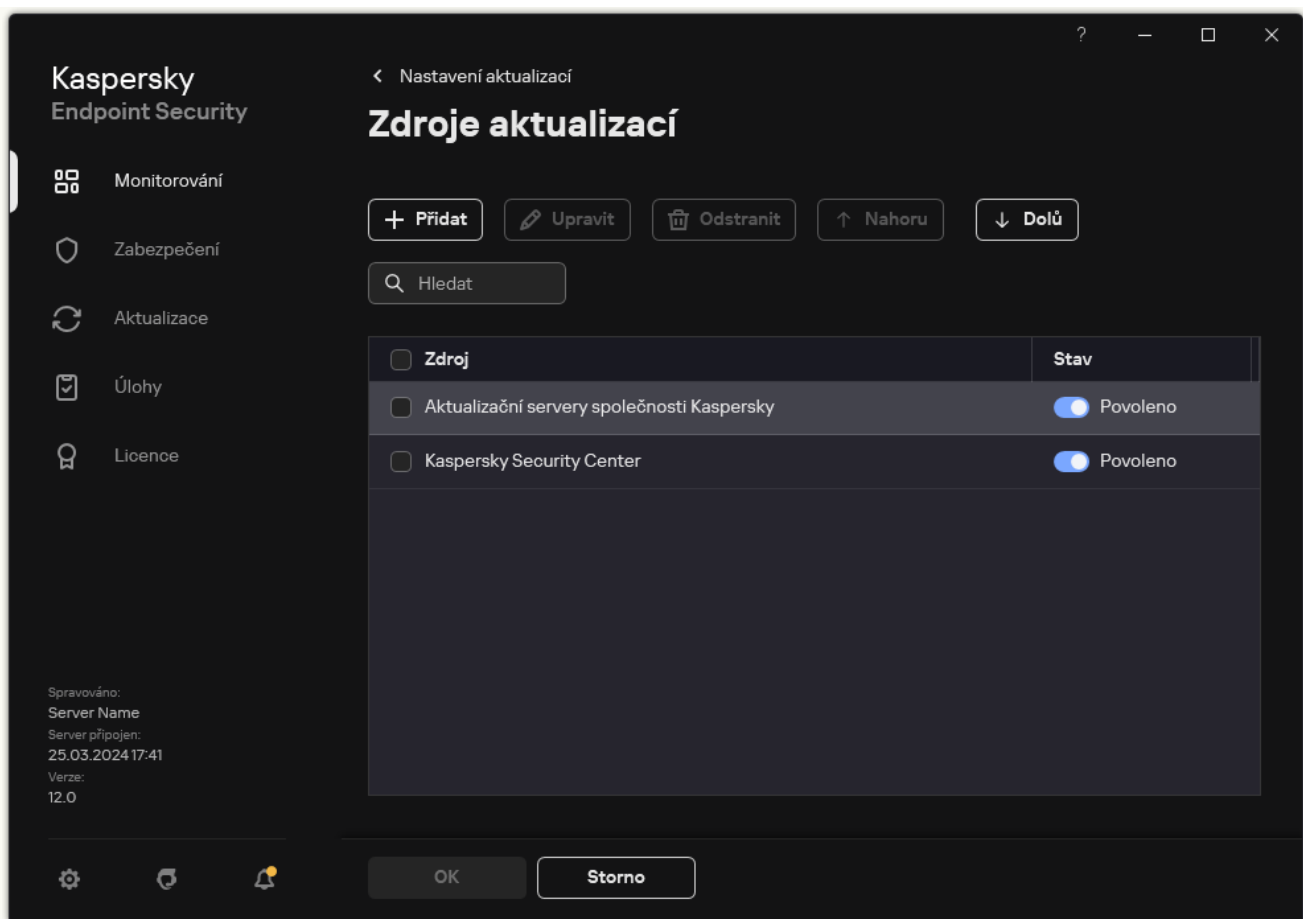 ?
Kaspersky
Endpoint Security
Nastavení aktualizací
Zdroje aktualizací
Monitorování
Zabezpečení
Aktualizace
Úlohy
Licence
Přidat Upravit Odstranit Nahoru Dolů
Hledat
Zdroj Stav
Aktualizační servery společnosti Kaspersky Povoleno
Kaspersky Security Center Povoleno
Spravováno:
Server Name
Server připojen:
25.03.2024 17:41
Verze:
12.0
OK Storno